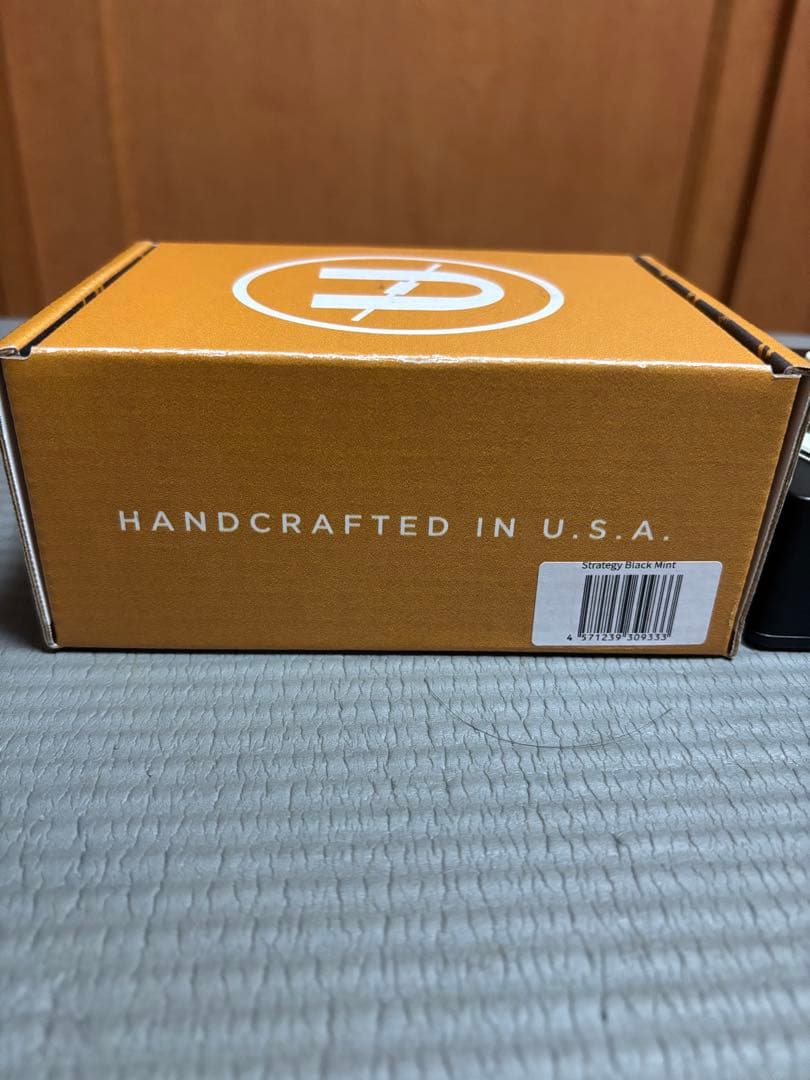 HANDCRAFTED IN U.S.A.
Strategy Black Mint
4 571239 309333